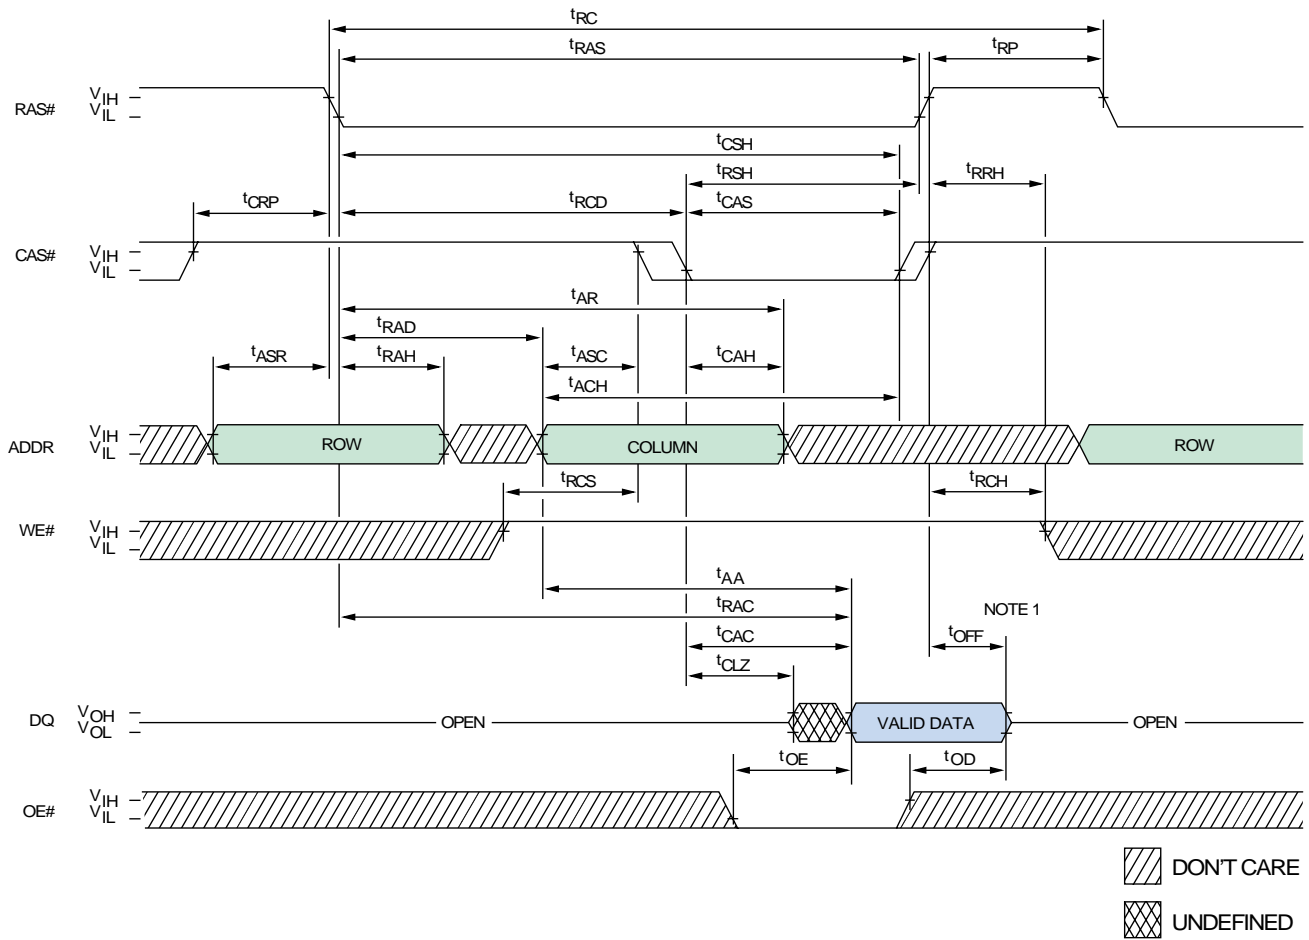 tRC
tRAS tRP
RAS# VIH
VIL
tCSH
tRSH tRRH
tCRP tRCD tCAS
CAS# VIH
VIL
tAR
tRAD
tASR tRAH tASC tCAH
tACH
ADDR VIH
VIL
ROW COLUMN ROW
tRCS tRCH
WE# VIH
VIL
tAA
tRAC NOTE 1
tCAC tOFF
tCLZ
DQ VOH
VOL
OPEN VALID DATA OPEN
tOE tOD
OE# VIH
VIL
DON'T CARE
UNDEFINED